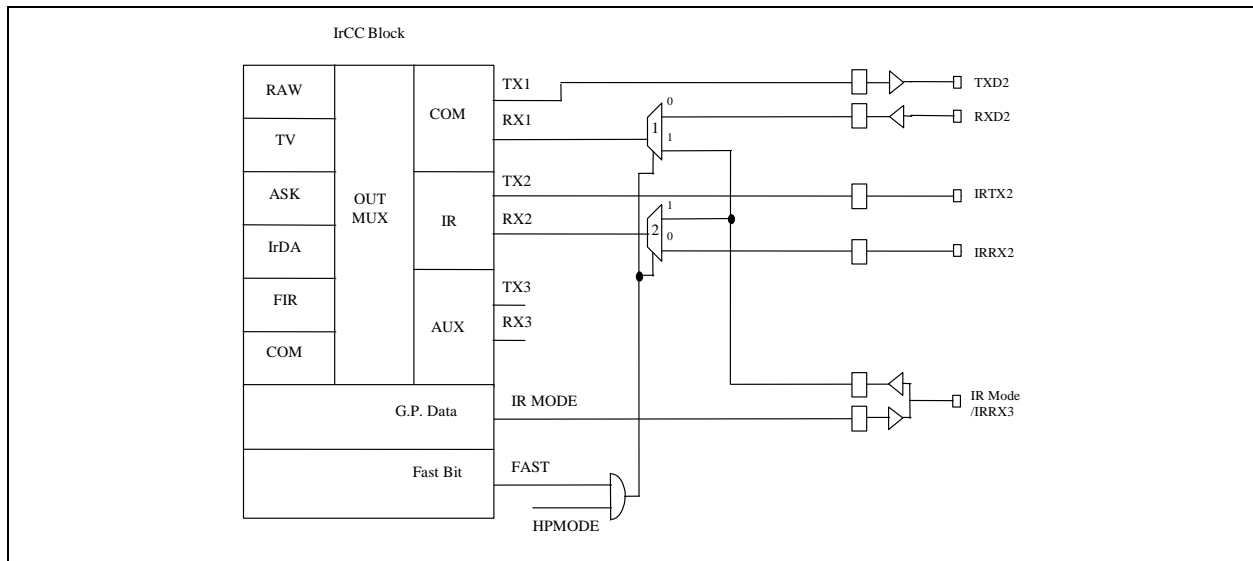 IrCC Block
RAW
TV
ASK
IrDA
FIR
COM
OUT
MUX
COM
IR
AUX
G.P. Data
Fast Bit
TX1
RX1
TX2
RX2
TX3
RX3
IR MODE
FAST
HPMODE
0
1
1
1
2
0
TXD2
RXD2
IRTX2
IRRX2
IR Mode
/IRRX3